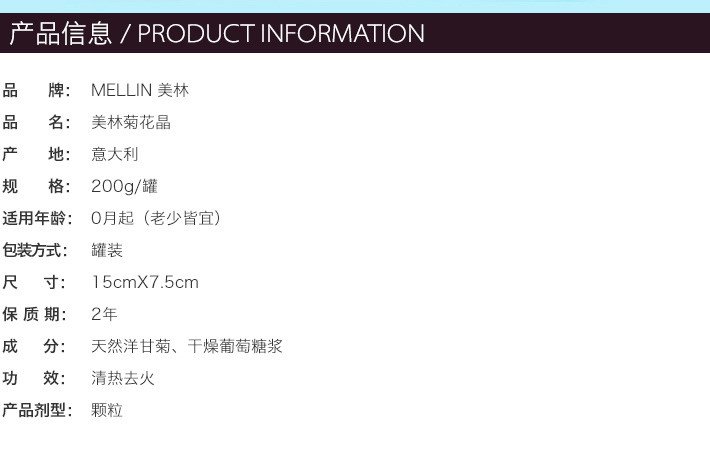 产品信息 / PRODUCT INFORMATION
品 牌： MELLIN 美林
品 名： 美林菊花晶
产 地： 意大利
规 格： 200g/罐
适用年龄： 0月起（老少皆宜）
包装方式： 罐装
尺 寸： 15cmX7.5cm
保 质 期： 2年
成 分： 天然洋甘菊、干燥葡萄糖浆
功 效： 清热去火
产品剂型： 颗粒